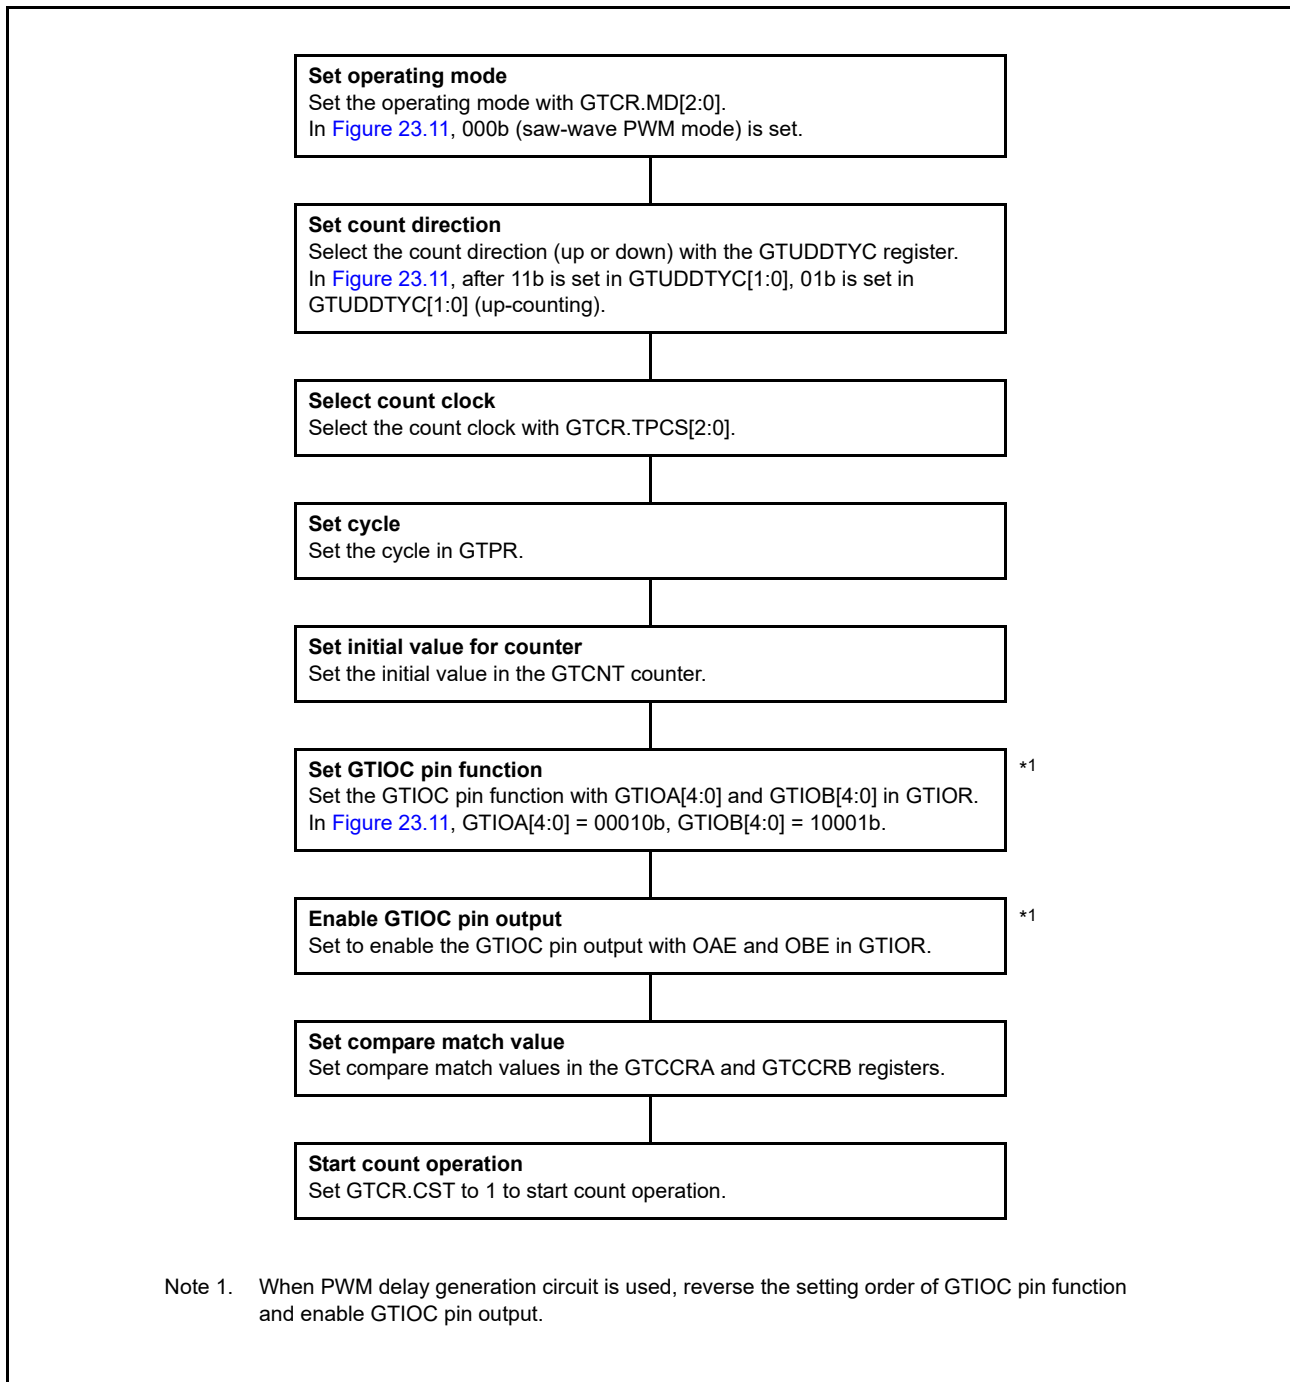 Set operating mode
Set the operating mode with GTCR.MD[2:0].
In Figure 23.11, 000b (saw-wave PWM mode) is set.
Set count direction
Select the count direction (up or down) with the GTUDDTYC register.
In Figure 23.11, after 11b is set in GTUDDTYC[1:0], 01b is set in
GTUDDTYC[1:0] (up-counting).
Select count clock
Select the count clock with GTCR.TPCS[2:0].
Set cycle
Set the cycle in GTPR.
Set initial value for counter
Set the initial value in the GTCNT counter.
Set GTIOC pin function *1
Set the GTIOC pin function with GTIOA[4:0] and GTIOB[4:0] in GTIOR.
In Figure 23.11, GTIOA[4:0] = 00010b, GTIOB[4:0] = 10001b.
Enable GTIOC pin output *1
Set to enable the GTIOC pin output with OAE and OBE in GTIOR.
Set compare match value
Set compare match values in the GTCCRA and GTCCRB registers.
Start count operation
Set GTCR.CST to 1 to start count operation.
Note 1. When PWM delay generation circuit is used, reverse the setting order of GTIOC pin function
and enable GTIOC pin output.